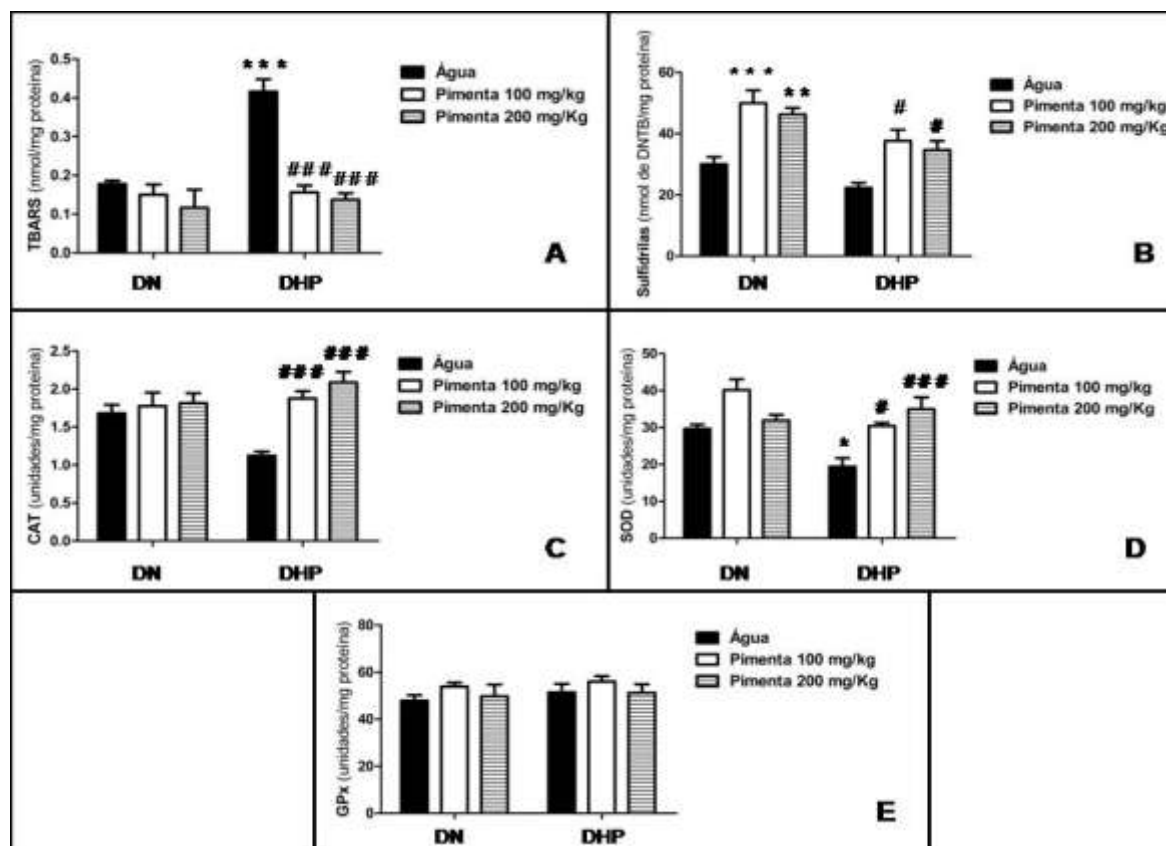 TBARS (nmol/mg proteína)
0.5
0.4
0.3
0.2
0.1
0.0
***
###
###
DN
DHP
Água
Pimenta 100 mg/kg
Pimenta 200 mg/Kg
A
Sulfidrilas (nmol de DNTB/mg proteína)
60
40
20
0
***
**
#
#
DN
DHP
Água
Pimenta 100 mg/kg
Pimenta 200 mg/Kg
B
CAT (unidades/mg proteína)
2.5
2.0
1.5
1.0
0.5
0.0
###
###
DN
DHP
Água
Pimenta 100 mg/kg
Pimenta 200 mg/Kg
C
SOD (unidades/mg proteína)
50
40
30
20
10
0
*
#
###
DN
DHP
Água
Pimenta 100 mg/kg
Pimenta 200 mg/Kg
D
GPx (unidades/mg proteína)
80
60
40
20
0
DN
DHP
Água
Pimenta 100 mg/kg
Pimenta 200 mg/Kg
E